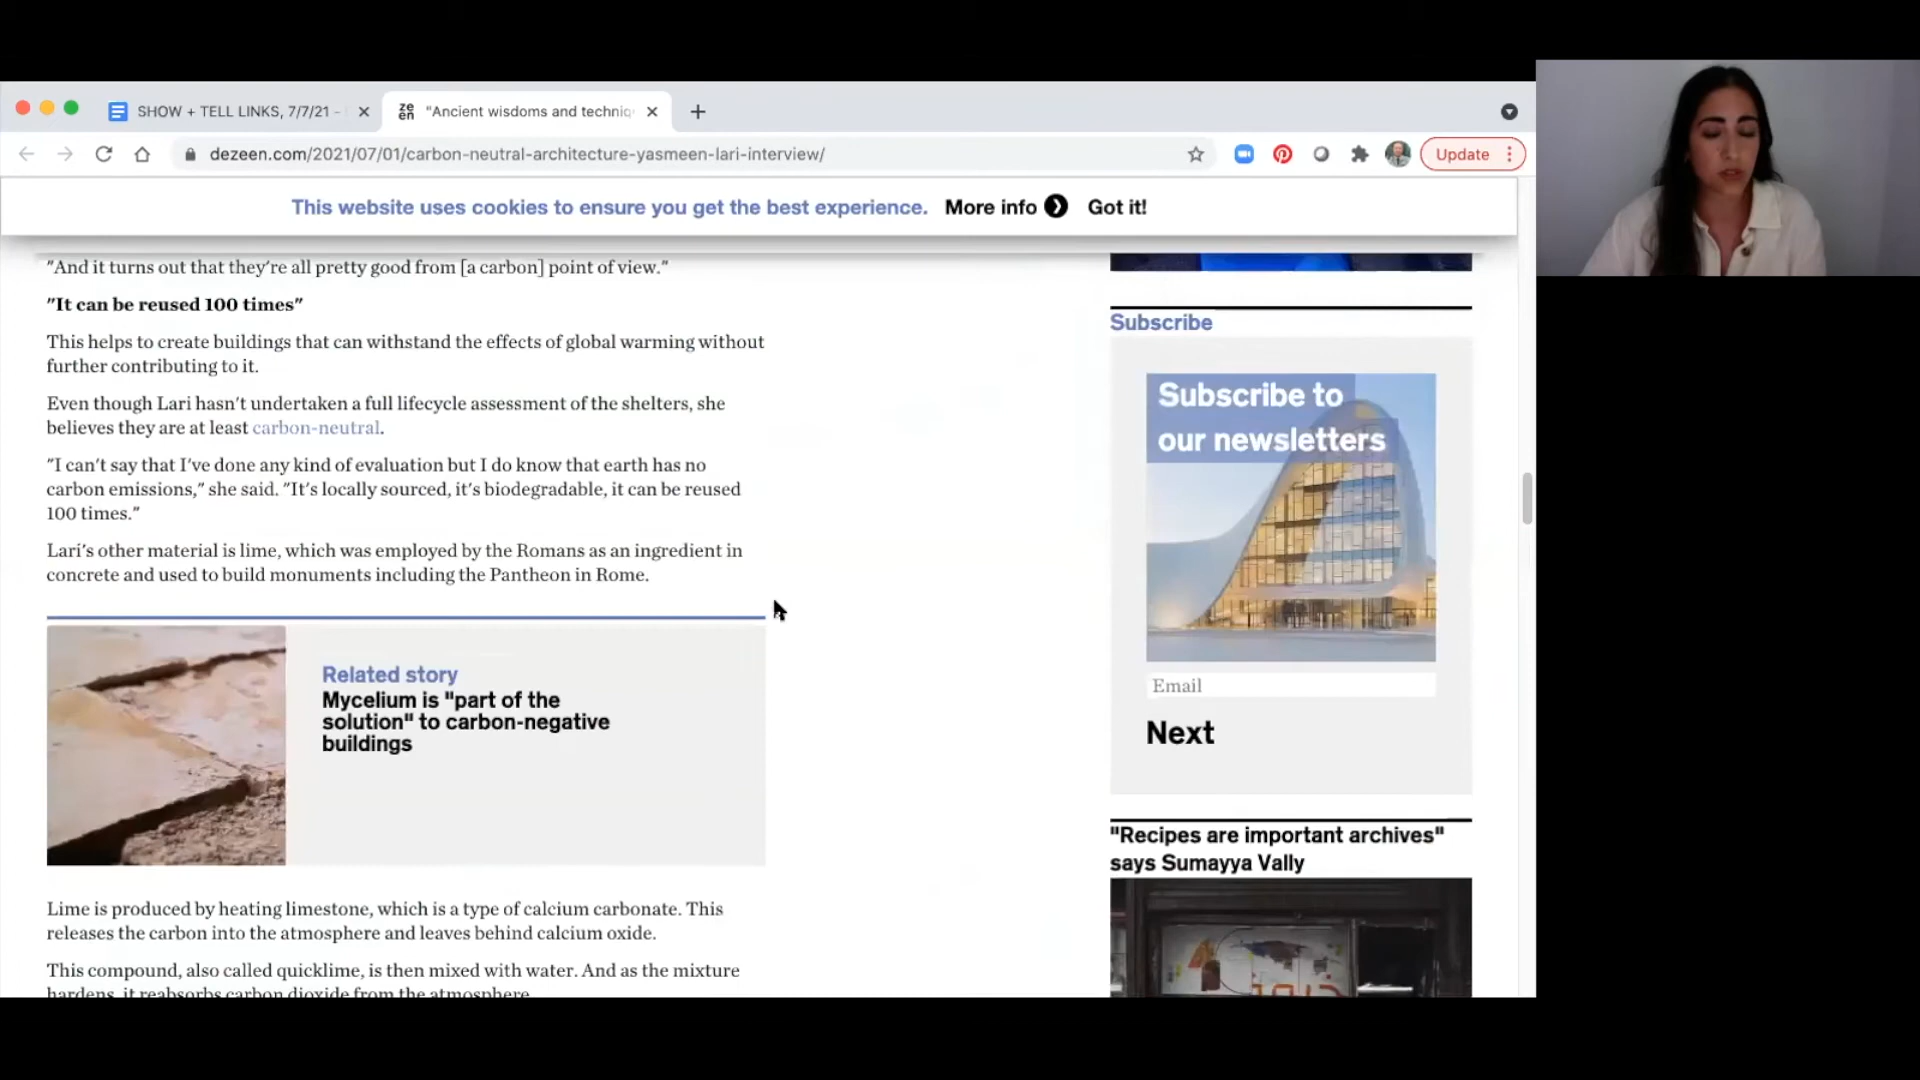 SHOW + TELL LINKS, 7/7/21 -
ze
en
"Ancient wisdoms and techniq
dezeen.com/2021/07/01/carbon-neutral-architecture-yasmeen-lari-interview/
Update
This website uses cookies to ensure you get the best experience. More info Got it!
"And it turns out that they're all pretty good from [a carbon] point of view."
"It can be reused 100 times"
This helps to create buildings that can withstand the effects of global warming without
further contributing to it.
Even though Lari hasn't undertaken a full lifecycle assessment of the shelters, she
believes they are at least carbon-neutral.
"I can't say that I've done any kind of evaluation but I do know that earth has no
carbon emissions," she said. "It's locally sourced, it's biodegradable, it can be reused
100 times."
Lari's other material is lime, which was employed by the Romans as an ingredient in
concrete and used to build monuments including the Pantheon in Rome.
Related story
Mycelium is "part of the
solution" to carbon-negative
buildings
Lime is produced by heating limestone, which is a type of calcium carbonate. This
releases the carbon into the atmosphere and leaves behind calcium oxide.
This compound, also called quicklime, is then mixed with water. And as the mixture
hardens, it reabsorbs carbon dioxide from the atmosphere.
Subscribe
Subscribe to
our newsletters
Email
Next
"Recipes are important archives"
says Sumayya Vally